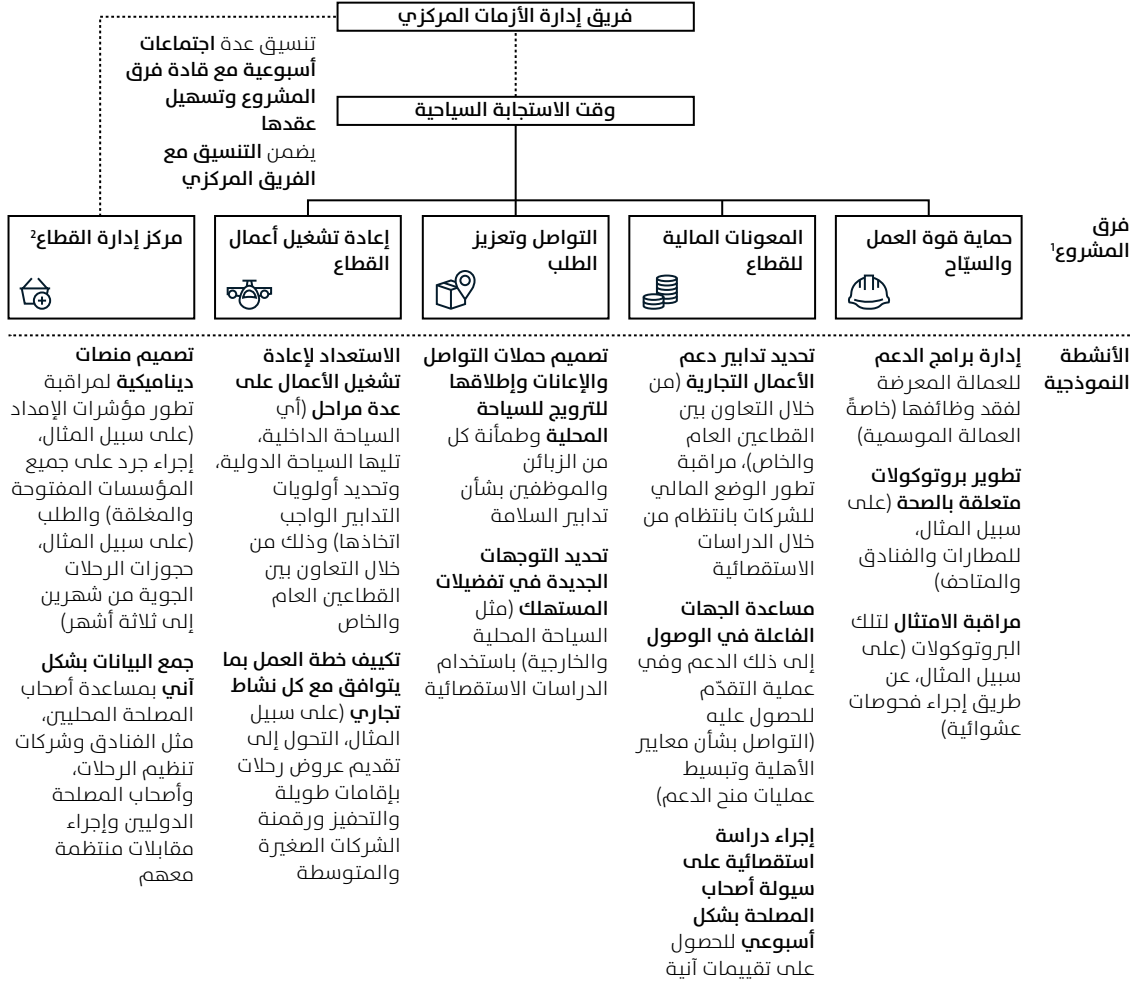 فريق إدارة الأزمات المركزي
تنسيق عدة اجتماعات
أسبوعية مع قادة فرق
المشروع وتسهيل
عقدها
يضمن التنسيق مع
الفريق المركزي
وقت الاستجابة السياحية
فرق
المشروع¹
حماية قوة العمل
والسيّاح
المعونات المالية
للقطاع
التواصل وتعزيز
الطلب
إعادة تشغيل أعمال
القطاع
مركز إدارة القطاع²
الأنشطة
النموذجية
إدارة برامج الدعم
للعمالة المعرضة
لفقد وظائفها (خاصةً
العمالة الموسمية)
تطوير بروتوكولات
متعلقة بالصحة (على
سبيل المثال،
للمطارات والفنادق
والمتاحف)
مراقبة الامتثال لتلك
البروتوكولات (على
سبيل المثال، عن
طريق إجراء فحوصات
عشوائية)
تحديد تدابير دعم
الأعمال التجارية (من
خلال التعاون بين
القطاعين العام
والخاص)، مراقبة
تطور الوضع المالي
للشركات بانتظام من
خلال الدراسات
الاستقصائية
مساعدة الجهات
الفاعلة في الوصول
إلى ذلك الدعم وفي
عملية التقدّم
للحصول عليه
(التواصل بشأن معايير
الأهلية وتبسيط
عمليات منح الدعم)
إجراء دراسة
استقصائية على
سيولة أصحاب
المصلحة بشكل
أسبوعي للحصول
على تقييمات آنية
تصميم حملات التواصل
والإعانات وإطلاقها
للترويج للسياحة
المحلية وطمأنة كل
من الزبائن
والموظفين بشأن
تدابير السلامة
تحديد التوجهات
الجديدة في تفضيلات
المستهلك (مثل
السياحة المحلية
والخارجية) باستخدام
الدراسات الاستقصائية
الاستعداد لإعادة
تشغيل الأعمال على
عدة مراحل (أي
السياحة الداخلية،
تليها السياحة الدولية،
وتحديد أولويات
التدابير الواجب
اتخاذها) وذلك من
خلال التعاون بين
القطاعين العام
والخاص
تكييف خطة العمل بما
يتوافق مع كل نشاط
تجاري (على سبيل
المثال، التحول إلى
تقديم عروض رحلات
بإقامات طويلة
والتحفيز ورقمنة
الشركات الصغيرة
والمتوسطة
تصميم منصات
ديناميكية لمراقبة
تطور مؤشرات الإمداد
(على سبيل المثال،
إجراء جرد على جميع
المؤسسات المفتوحة
والمغلقة) والطلب
(على سبيل المثال،
حجوزات الرحلات
الجوية من شهرين
إلى ثلاثة أشهر)
جمع البيانات بشكل
آني بمساعدة أصحاب
المصلحة المحليين،
مثل الفنادق وشركات
تنظيم الرحلات،
وأصحاب المصلحة
الدوليين وإجراء
مقابلات منتظمة
معهم